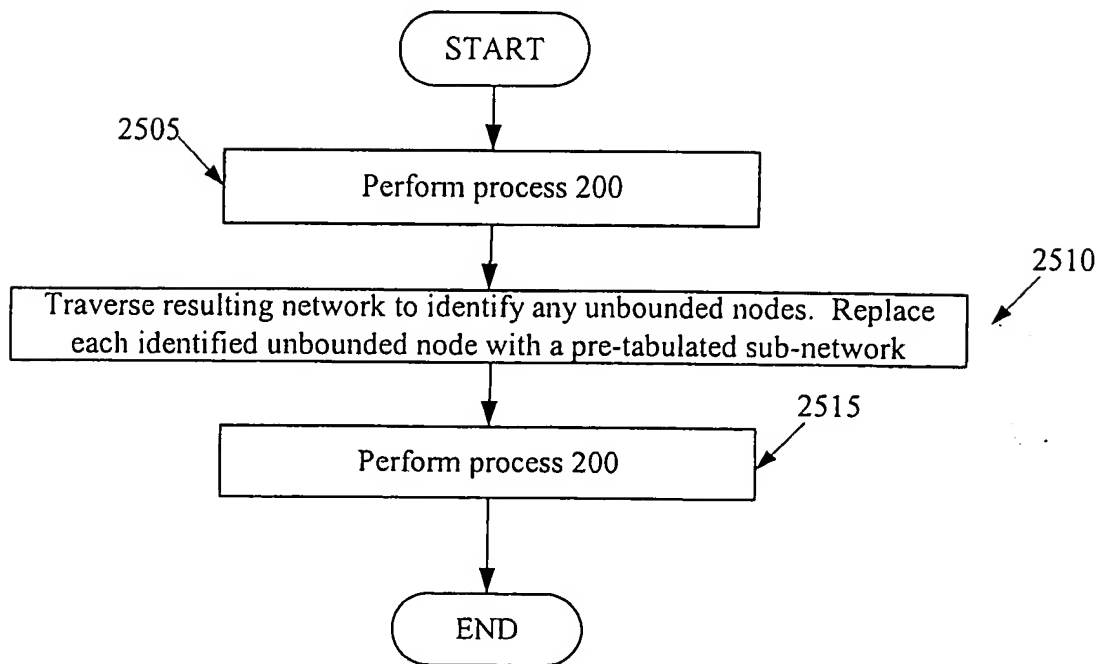 START
2505
Perform process 200
2510
Traverse resulting network to identify any unbounded nodes. Replace
each identified unbounded node with a pre-tabulated sub-network
2515
Perform process 200
END